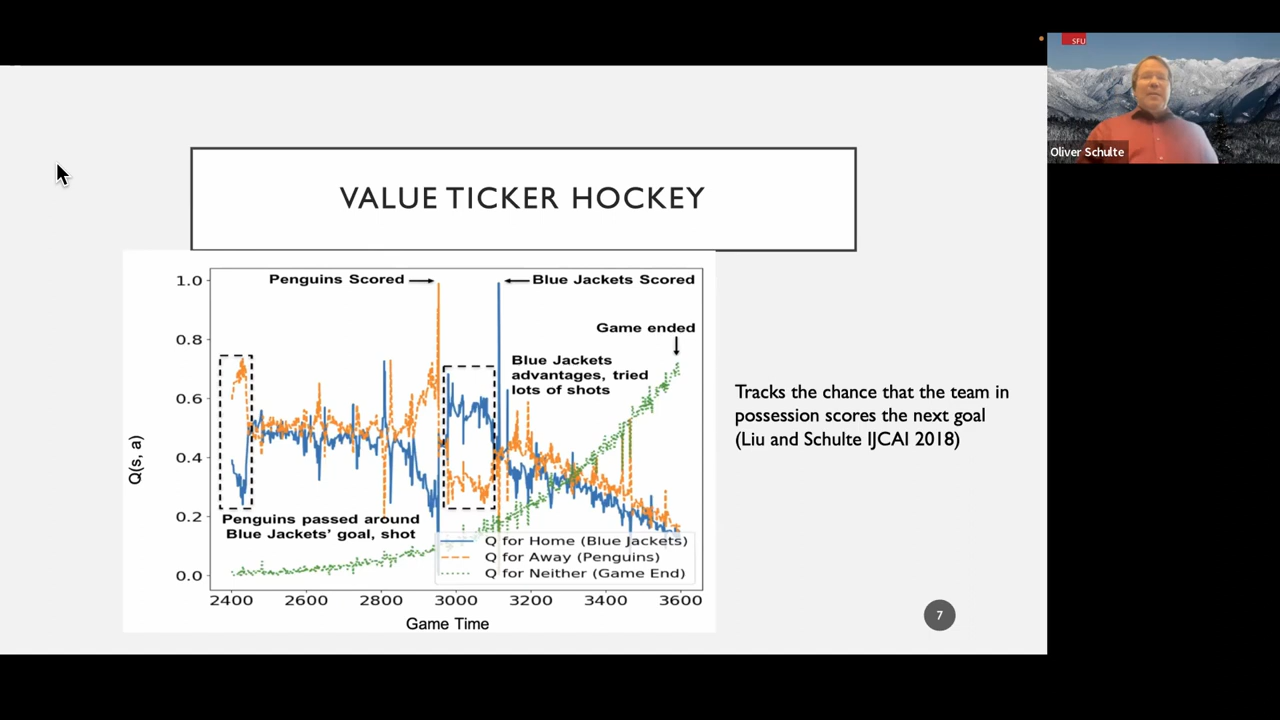 SFU
Oliver Schulte
VALUE TICKER HOCKEY
Penguins Scored
Blue Jackets Scored
Game ended
Blue Jackets
advantages, tried
lots of shots
Penguins passed around
Blue Jackets' goal, shot
Q for Home (Blue Jackets)
Q for Away (Penguins)
Q for Neither (Game End)
1.0
0.8
0.6
0.4
0.2
0.0
Q(s, a)
2400 2600 2800 3000 3200 3400 3600
Game Time
Tracks the chance that the team in
possession scores the next goal
(Liu and Schulte IJCAI 2018)
7